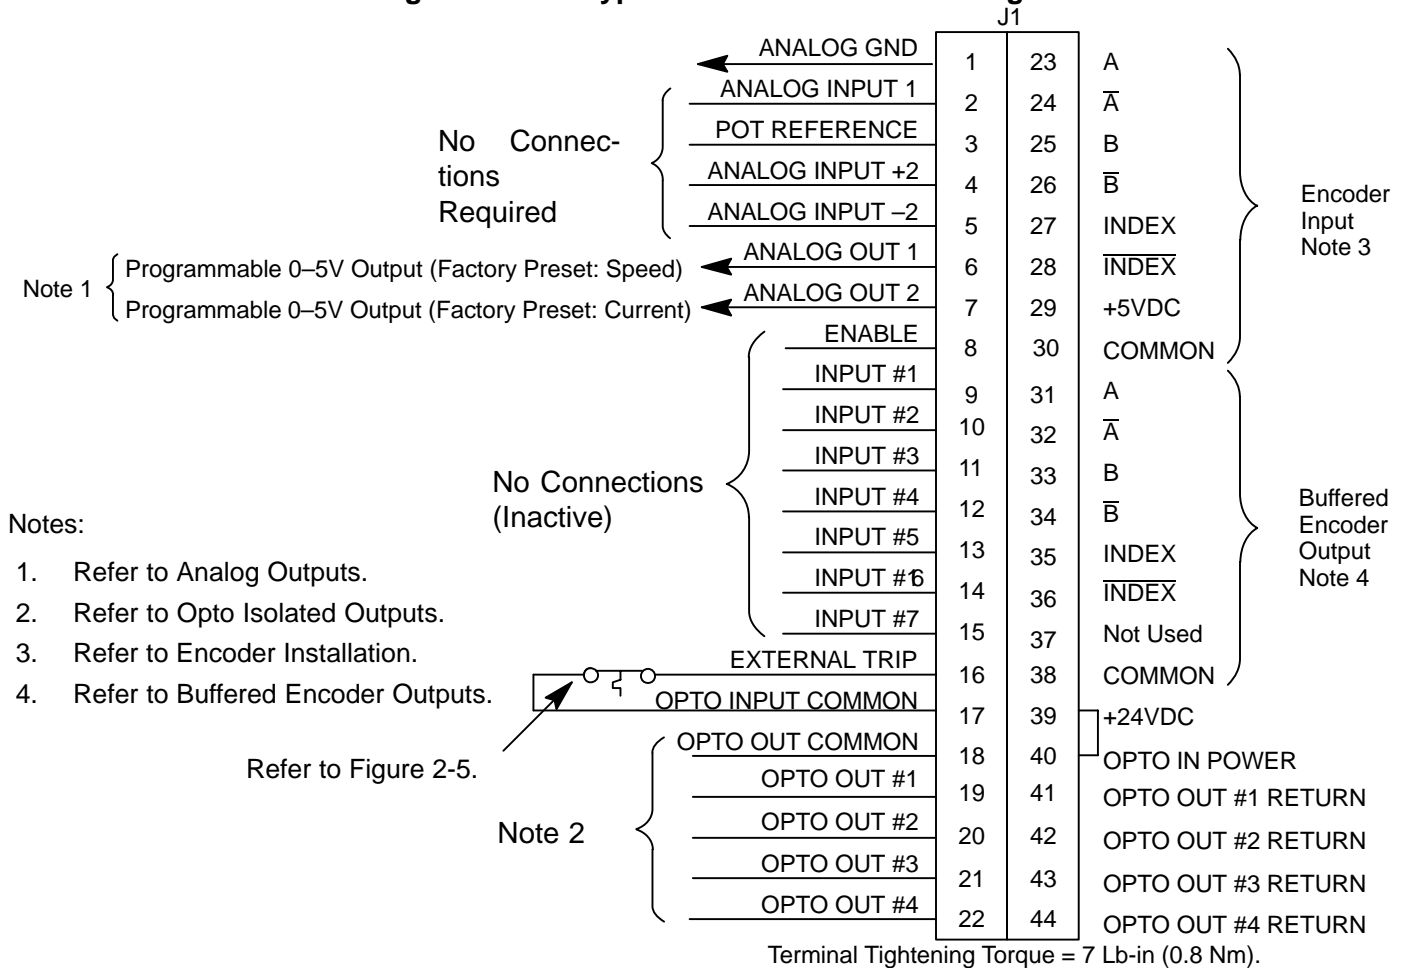 J1
ANALOG GND 1 23 A
ANALOG INPUT 1 2 24 A̅
POT REFERENCE 3 25 B
ANALOG INPUT +2 4 26 B̅
ANALOG INPUT –2 5 27 INDEX
No Connec-
tions
Required
ANALOG OUT 1 6 28 I̅N̅D̅E̅X̅
ANALOG OUT 2 7 29 +5VDC
Note 1
Programmable 0–5V Output (Factory Preset: Speed)
Programmable 0–5V Output (Factory Preset: Current)
ENABLE 8 30 COMMON
Encoder
Input
Note 3
INPUT #1 9 31 A
INPUT #2 10 32 A̅
INPUT #3 11 33 B
INPUT #4 12 34 B̅
INPUT #5 13 35 INDEX
INPUT #16 14 36 I̅N̅D̅E̅X̅
INPUT #7 15 37 Not Used
No Connections
(Inactive)
EXTERNAL TRIP 16 38 COMMON
Buffered
Encoder
Output
Note 4
OPTO INPUT COMMON 17 39 +24VDC
OPTO OUT COMMON 18 40 OPTO IN POWER
OPTO OUT #1 19 41 OPTO OUT #1 RETURN
OPTO OUT #2 20 42 OPTO OUT #2 RETURN
OPTO OUT #3 21 43 OPTO OUT #3 RETURN
OPTO OUT #4 22 44 OPTO OUT #4 RETURN
Note 2
Refer to Figure 2-5.
Notes:
1. Refer to Analog Outputs.
2. Refer to Opto Isolated Outputs.
3. Refer to Encoder Installation.
4. Refer to Buffered Encoder Outputs.
Terminal Tightening Torque = 7 Lb-in (0.8 Nm).